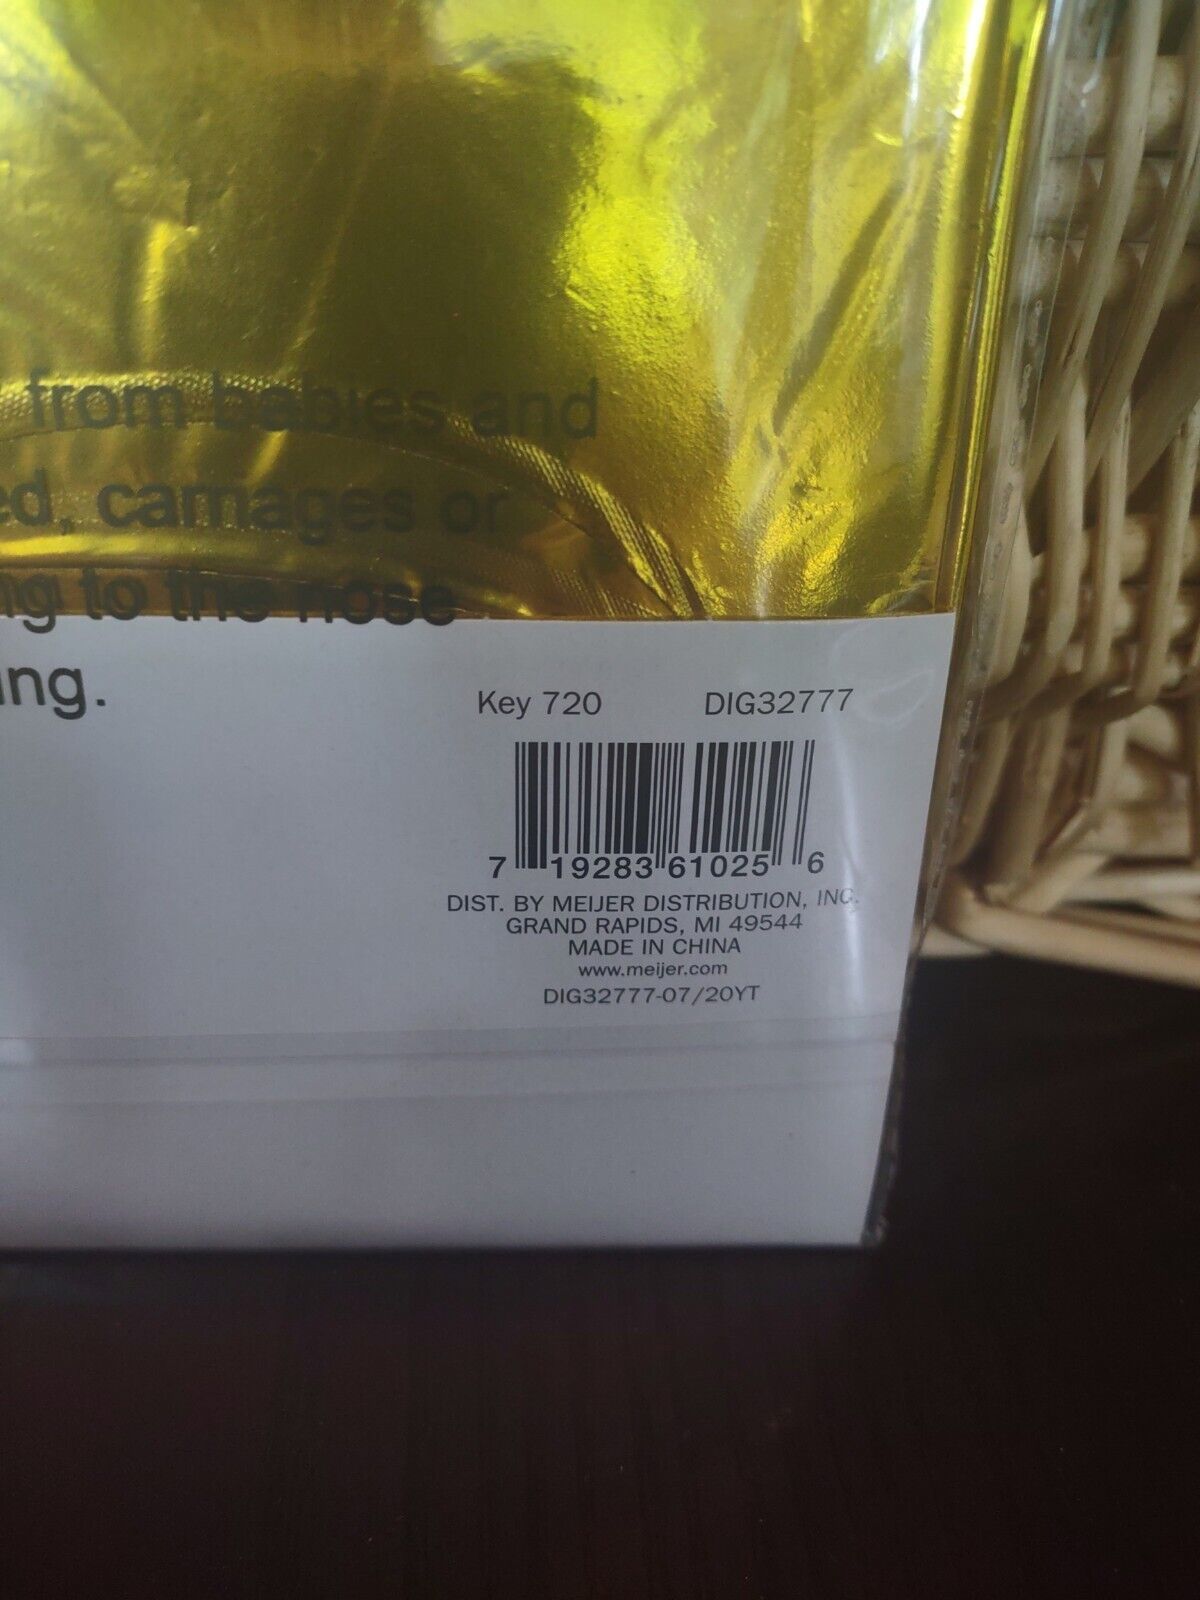 from babies and
ed, carriages or
ng to the nose
ing.
Key 720 DIG32777
7 19283 61025 6
DIST. BY MEIJER DISTRIBUTION, INC.
GRAND RAPIDS, MI 49544
MADE IN CHINA
www.meijer.com
DIG32777-07/20YT